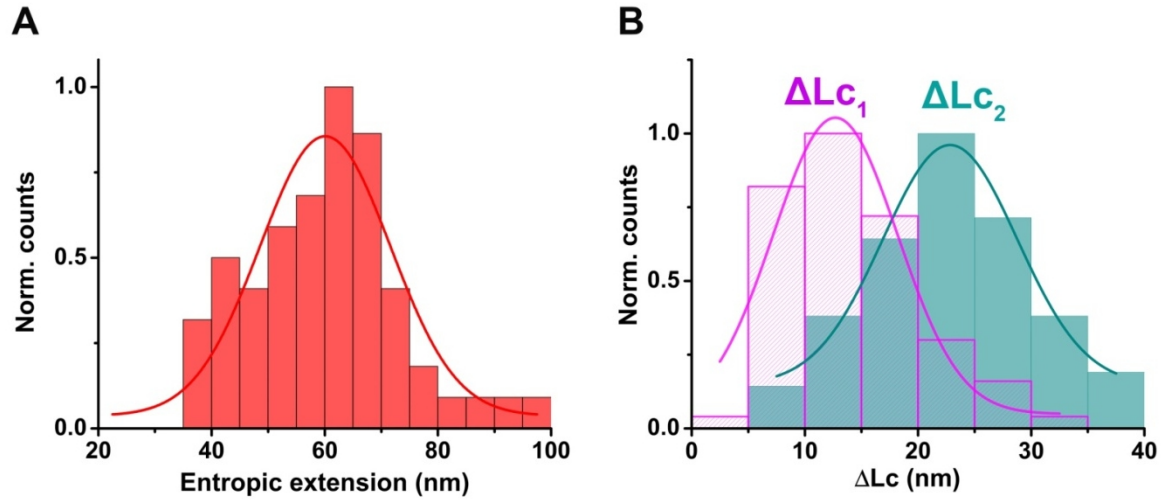 A
Norm. counts
1.0
0.5
0.0
20
40
60
80
100
Entropic extension (nm)
B
Norm. counts
1.0
0.5
0.0
ΔLc₁
ΔLc₂
0
10
20
30
40
ΔLc (nm)